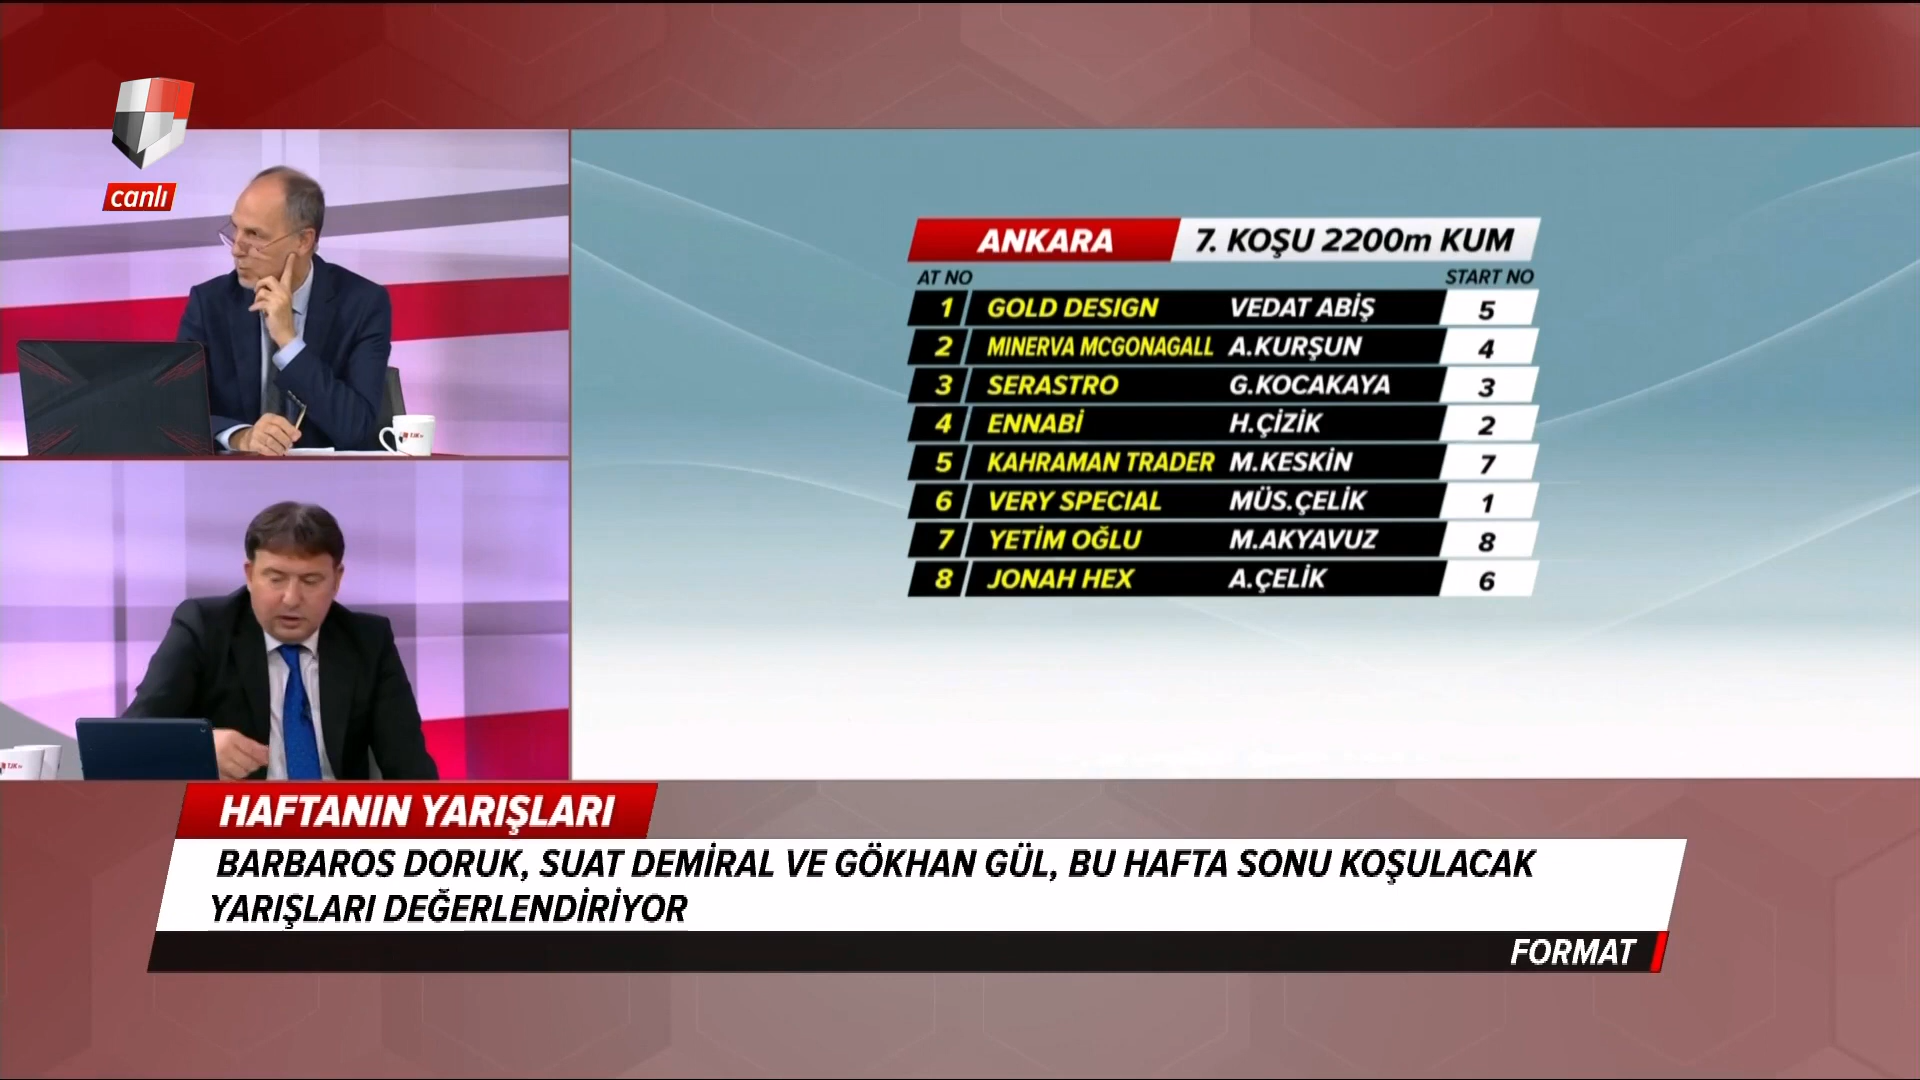 canlı
ANKARA 7. KOŞU 2200m KUM
AT NO START NO
1 GOLD DESIGN VEDAT ABİŞ 5
2 MINERVA MCGONAGALL A.KURŞUN 4
3 SERASTRO G.KOCAKAYA 3
4 ENNABİ H.ÇİZİK 2
5 KAHRAMAN TRADER M.KESKİN 7
6 VERY SPECIAL MÜS.ÇELİK 1
7 YETİM OĞLU M.AKYAVUZ 8
8 JONAH HEX A.ÇELİK 6
TJK
TJK
HAFTANIN YARIŞLARI
BARBAROS DORUK, SUAT DEMİRAL VE GÖKHAN GÜL, BU HAFTA SONU KOŞULACAK
YARIŞLARI DEĞERLENDİRİYOR
FORMAT